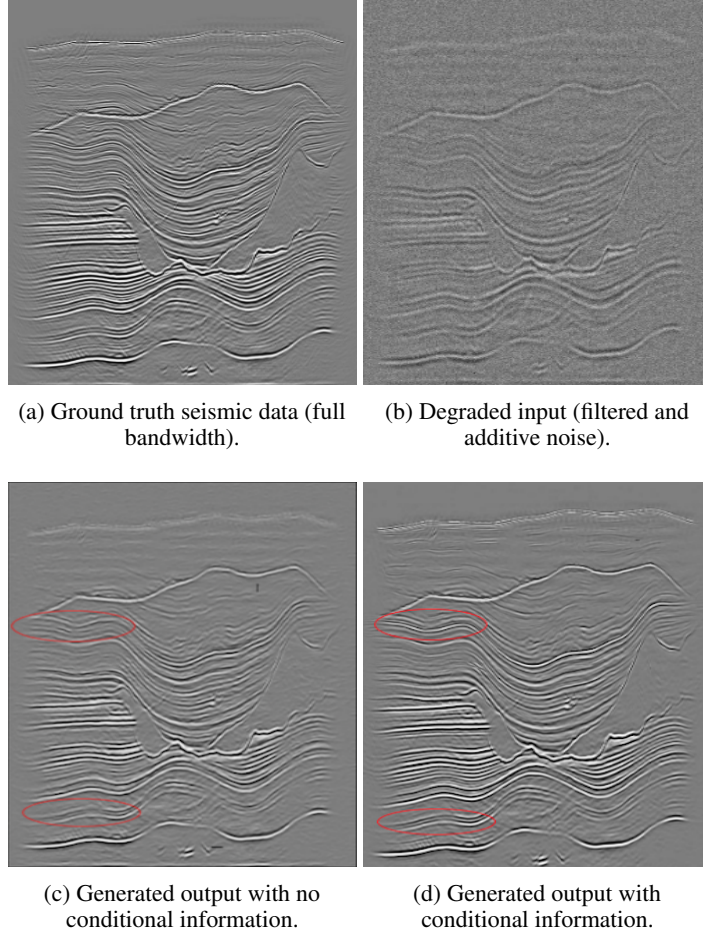 (a) Ground truth seismic data (full
bandwidth).
(b) Degraded input (filtered and
additive noise).
(c) Generated output with no
conditional information.
(d) Generated output with
conditional information.